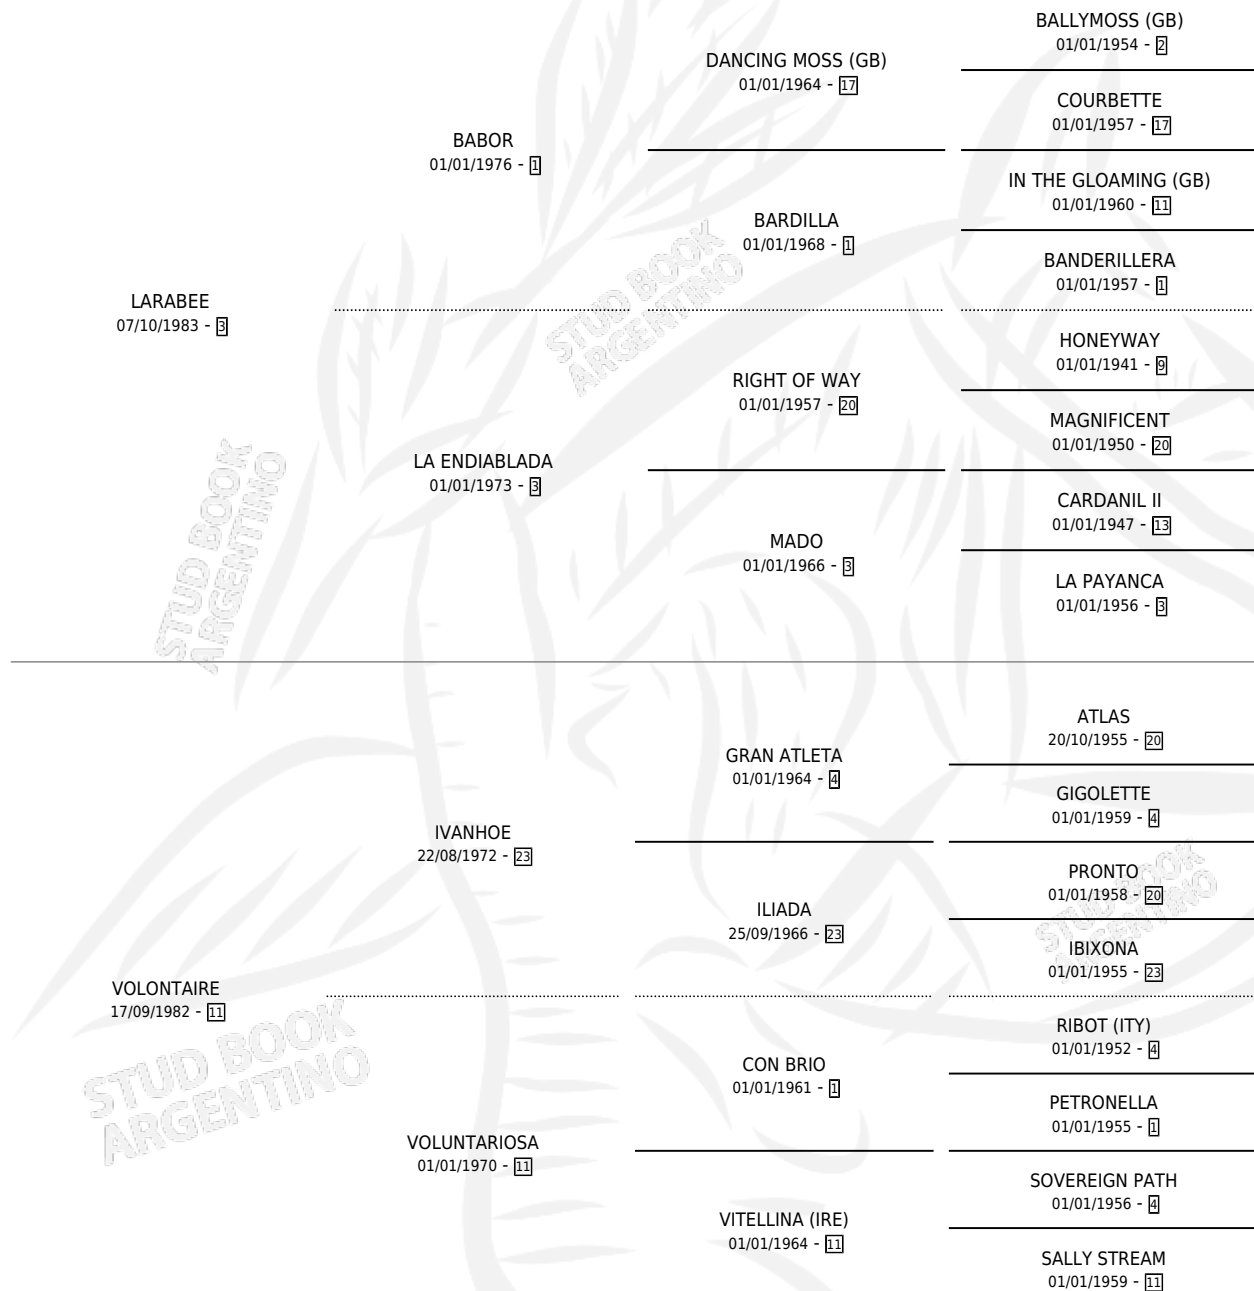 BALLYMOSS (GB)
01/01/1954 - 2
DANCING MOSS (GB)
01/01/1964 - 17
COURBETTE
01/01/1957 - 17
BABOR
01/01/1976 - 1
IN THE GLOAMING (GB)
01/01/1960 - 11
BARDILLA
01/01/1968 - 1
BANDERILLERA
01/01/1957 - 1
LARABEE
07/10/1983 - 3
HONEYWAY
01/01/1941 - 9
RIGHT OF WAY
01/01/1957 - 20
MAGNIFICENT
01/01/1950 - 20
LA ENDIABLADA
01/01/1973 - 3
CARDANIL II
01/01/1947 - 13
MADO
01/01/1966 - 3
LA PAYANCA
01/01/1956 - 3
ATLAS
20/10/1955 - 20
GRAN ATLETA
01/01/1964 - 4
GIGOLETTE
01/01/1959 - 4
IVANHOE
22/08/1972 - 23
PRONTO
01/01/1958 - 20
ILIADA
25/09/1966 - 23
IBIXONA
01/01/1955 - 23
VOLONTAIRE
17/09/1982 - 11
RIBOT (ITY)
01/01/1952 - 4
CON BRIO
01/01/1961 - 1
PETRONELLA
01/01/1955 - 1
VOLUNTARIOSA
01/01/1970 - 11
SOVEREIGN PATH
01/01/1956 - 4
VITELLINA (IRE)
01/01/1964 - 11
SALLY STREAM
01/01/1959 - 11
STUD BOOK
ARGENTINO
STUD BOOK
ARGENTINO
STUD BOOK
ARGENTINO
STUD BOOK
ARGENTINO